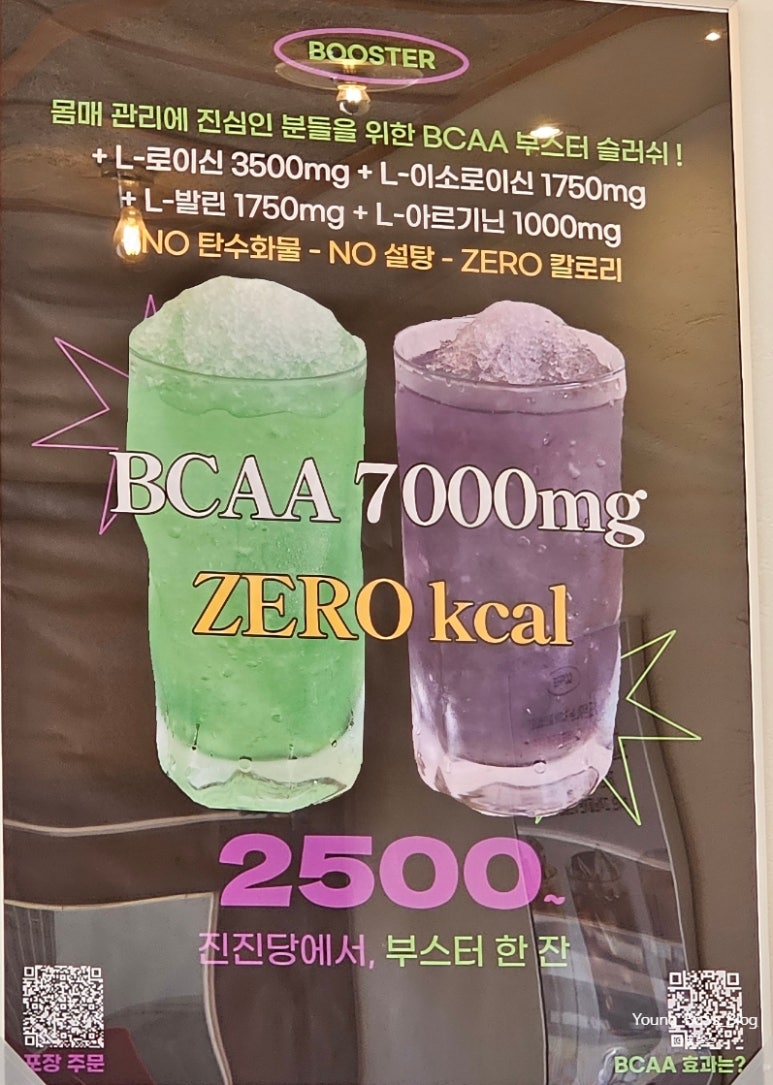 BOOSTER
몸매 관리에 진심인 분들을 위한 BCAA 부스터 슬러쉬 !
+ L-로이신 3500mg + L-이소로이신 1750mg
+ L-발린 1750mg + L-아르기닌 1000mg
NO 탄수화물 - NO 설탕 - ZERO 칼로리
BCAA 7000mg
ZERO kcal
2500~
진진당에서, 부스터 한 잔
포장 주문
BCAA 효과는?